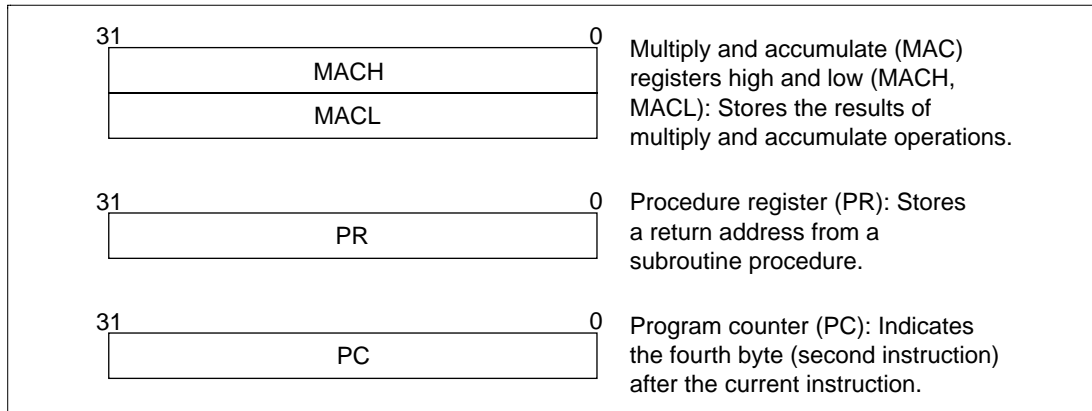 31 0
MACH
MACL
Multiply and accumulate (MAC)
registers high and low (MACH,
MACL): Stores the results of
multiply and accumulate operations.
31 0
PR
Procedure register (PR): Stores
a return address from a
subroutine procedure.
31 0
PC
Program counter (PC): Indicates
the fourth byte (second instruction)
after the current instruction.